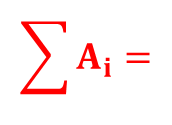 ∑ Aᵢ =